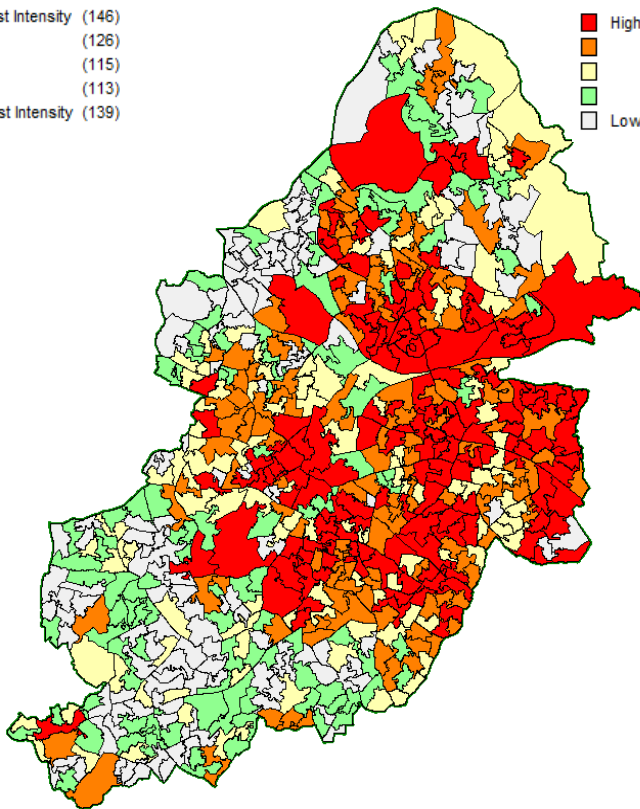 st Intensity (146)
(126)
(115)
(113)
st Intensity (139)
High
Low